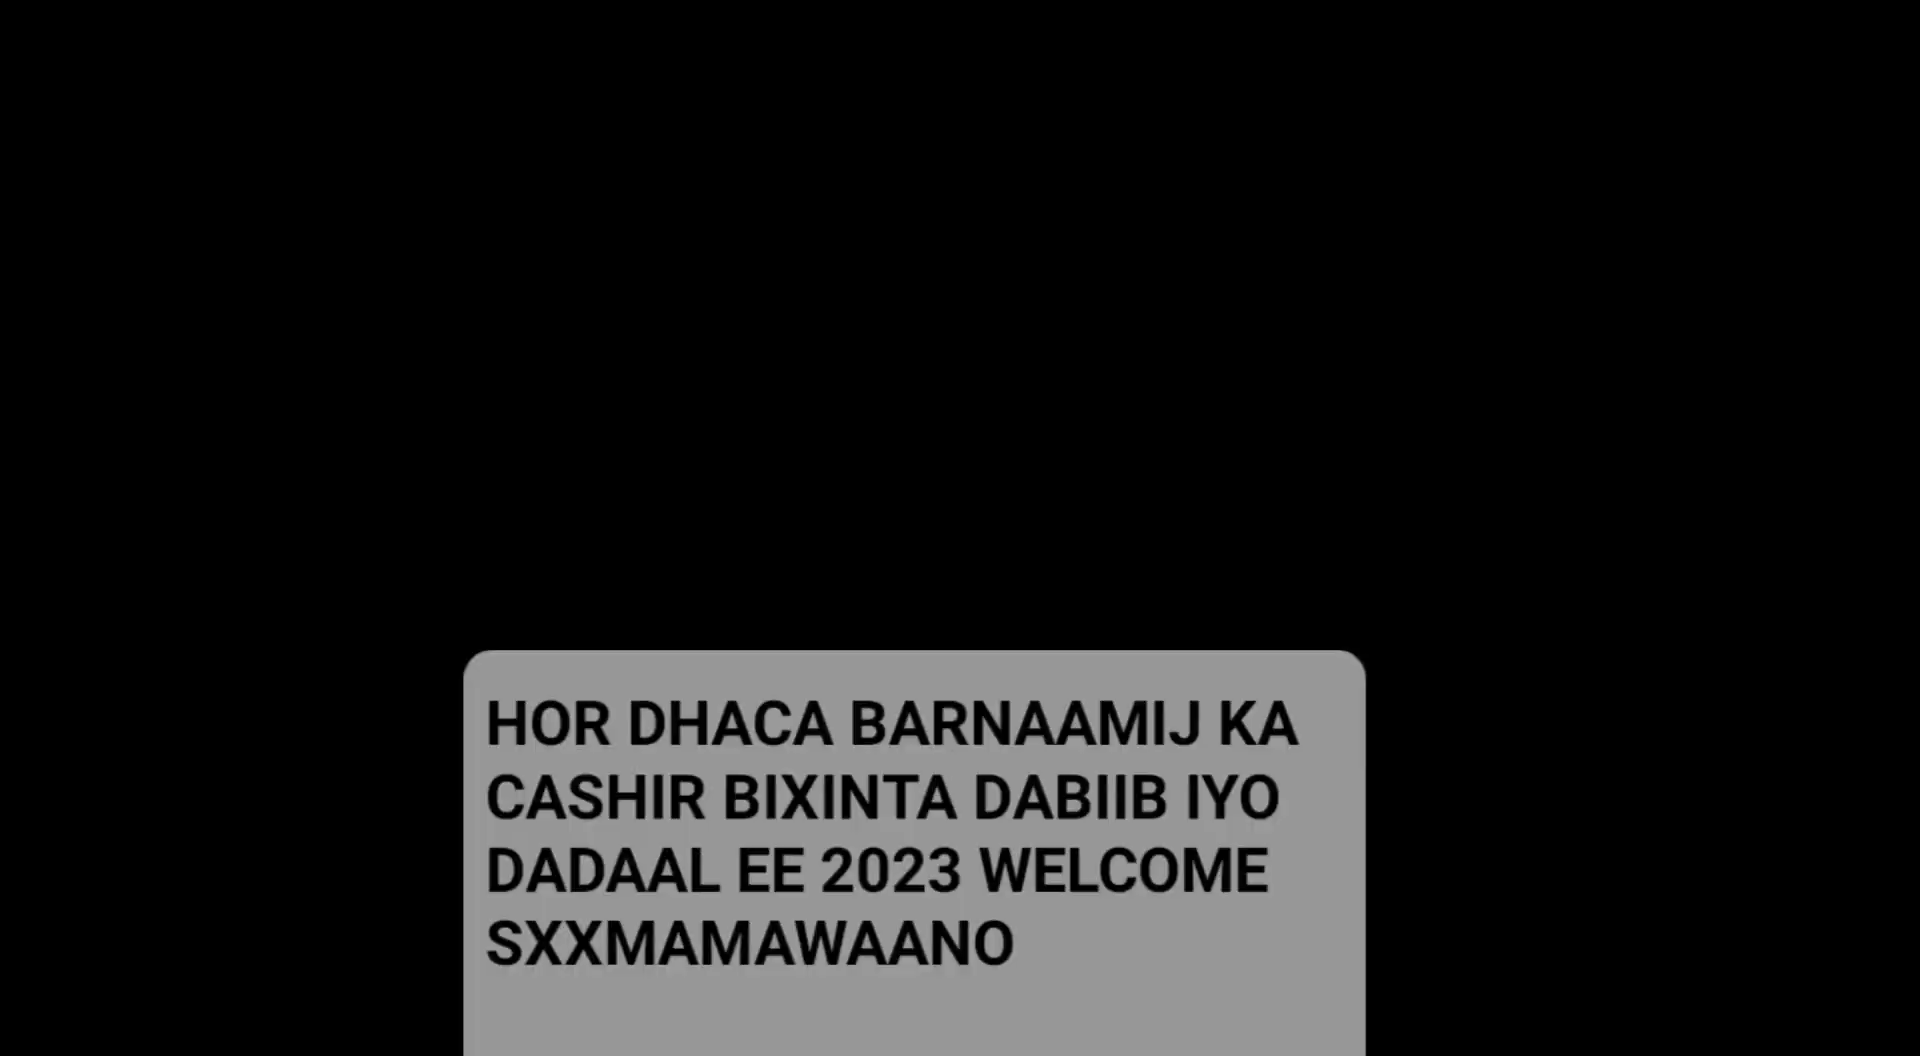 HOR DHACA BARNAAMIJ KA
CASHIR BIXINTA DABIIB IYO
DADAAL EE 2023 WELCOME
SXXMAMAWAANO